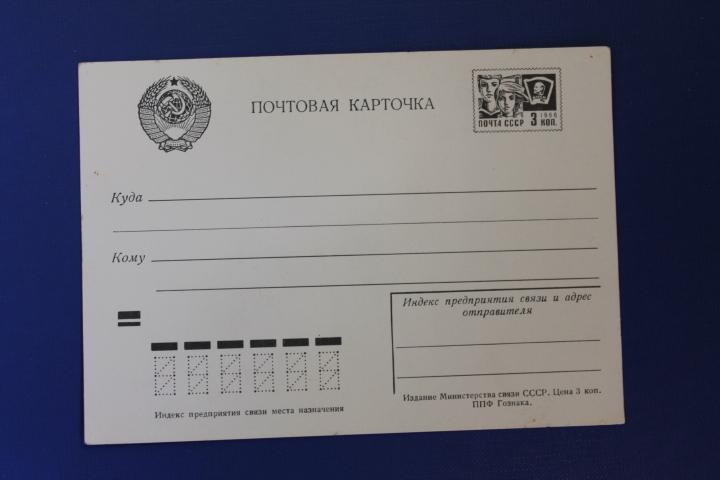 ПОЧТОВАЯ КАРТОЧКА
ПОЧТА СССР 3 1966 КОП.
Куда
Кому
Индекс предприятия связи и адрес
отправителя
Индекс предприятия связи места назначения
Издание Министерства связи СССР. Цена 3 коп.
ППФ Гознака.